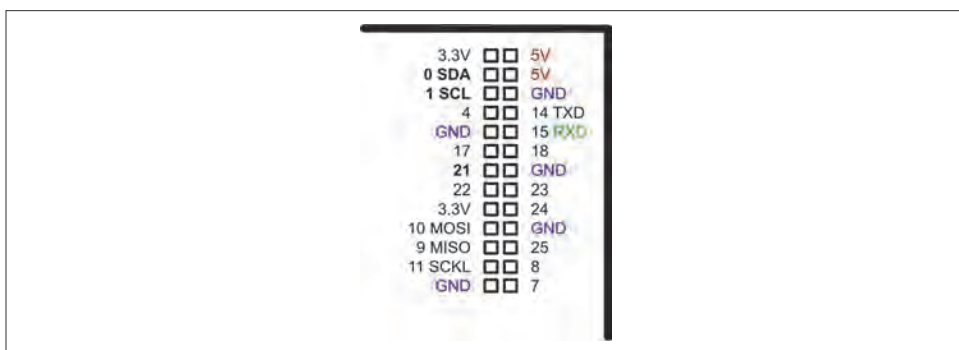 3.3V 5V
0 SDA 5V
1 SCL GND
4 14 TXD
GND 15 RXD
17 18
21 GND
22 23
3.3V 24
10 MOSI GND
9 MISO 25
11 SCKL 8
GND 7